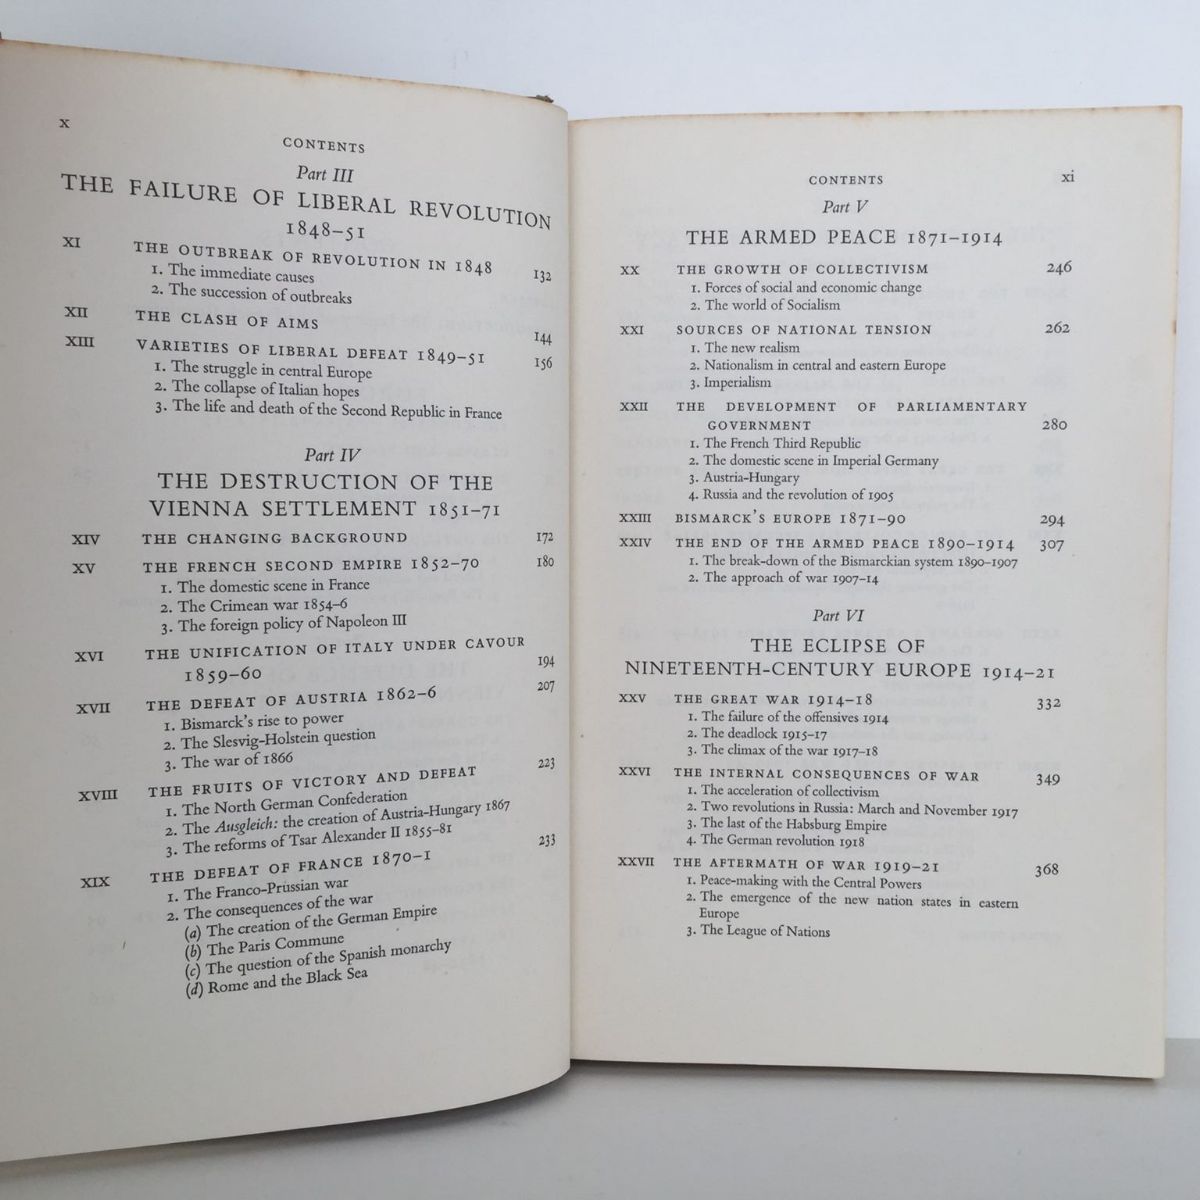 x
CONTENTS
Part III
THE FAILURE OF LIBERAL REVOLUTION
1848–51
XI THE OUTBREAK OF REVOLUTION IN 1848 132
1. The immediate causes
2. The succession of outbreaks
XII THE CLASH OF AIMS 144
XIII VARIETIES OF LIBERAL DEFEAT 1849–51 156
1. The struggle in central Europe
2. The collapse of Italian hopes
3. The life and death of the Second Republic in France
Part IV
THE DESTRUCTION OF THE
VIENNA SETTLEMENT 1851–71
XIV THE CHANGING BACKGROUND 172
XV THE FRENCH SECOND EMPIRE 1852–70 180
1. The domestic scene in France
2. The Crimean war 1854–6
3. The foreign policy of Napoleon III
XVI THE UNIFICATION OF ITALY UNDER CAVOUR
1859–60 194
XVII THE DEFEAT OF AUSTRIA 1862–6 207
1. Bismarck's rise to power
2. The Slesvig-Holstein question
3. The war of 1866
XVIII THE FRUITS OF VICTORY AND DEFEAT 223
1. The North German Confederation
2. The Ausgleich: the creation of Austria-Hungary 1867
3. The reforms of Tsar Alexander II 1855–81
XIX THE DEFEAT OF FRANCE 1870–1 233
1. The Franco-Prussian war
2. The consequences of the war
(a) The creation of the German Empire
(b) The Paris Commune
(c) The question of the Spanish monarchy
(d) Rome and the Black Sea
CONTENTS xi
Part V
THE ARMED PEACE 1871–1914
XX THE GROWTH OF COLLECTIVISM 246
1. Forces of social and economic change
2. The world of Socialism
XXI SOURCES OF NATIONAL TENSION 262
1. The new realism
2. Nationalism in central and eastern Europe
3. Imperialism
XXII THE DEVELOPMENT OF PARLIAMENTARY
GOVERNMENT 280
1. The French Third Republic
2. The domestic scene in Imperial Germany
3. Austria-Hungary
4. Russia and the revolution of 1905
XXIII BISMARCK'S EUROPE 1871–90 294
XXIV THE END OF THE ARMED PEACE 1890–1914 307
1. The break-down of the Bismarckian system 1890–1907
2. The approach of war 1907–14
Part VI
THE ECLIPSE OF
NINETEENTH-CENTURY EUROPE 1914–21
XXV THE GREAT WAR 1914–18 332
1. The failure of the offensives 1914
2. The deadlock 1915–17
3. The climax of the war 1917–18
XXVI THE INTERNAL CONSEQUENCES OF WAR 349
1. The acceleration of collectivism
2. Two revolutions in Russia: March and November 1917
3. The last of the Habsburg Empire
4. The German revolution 1918
XXVII THE AFTERMATH OF WAR 1919–21 368
1. Peace-making with the Central Powers
2. The emergence of the new nation states in eastern
Europe
3. The League of Nations